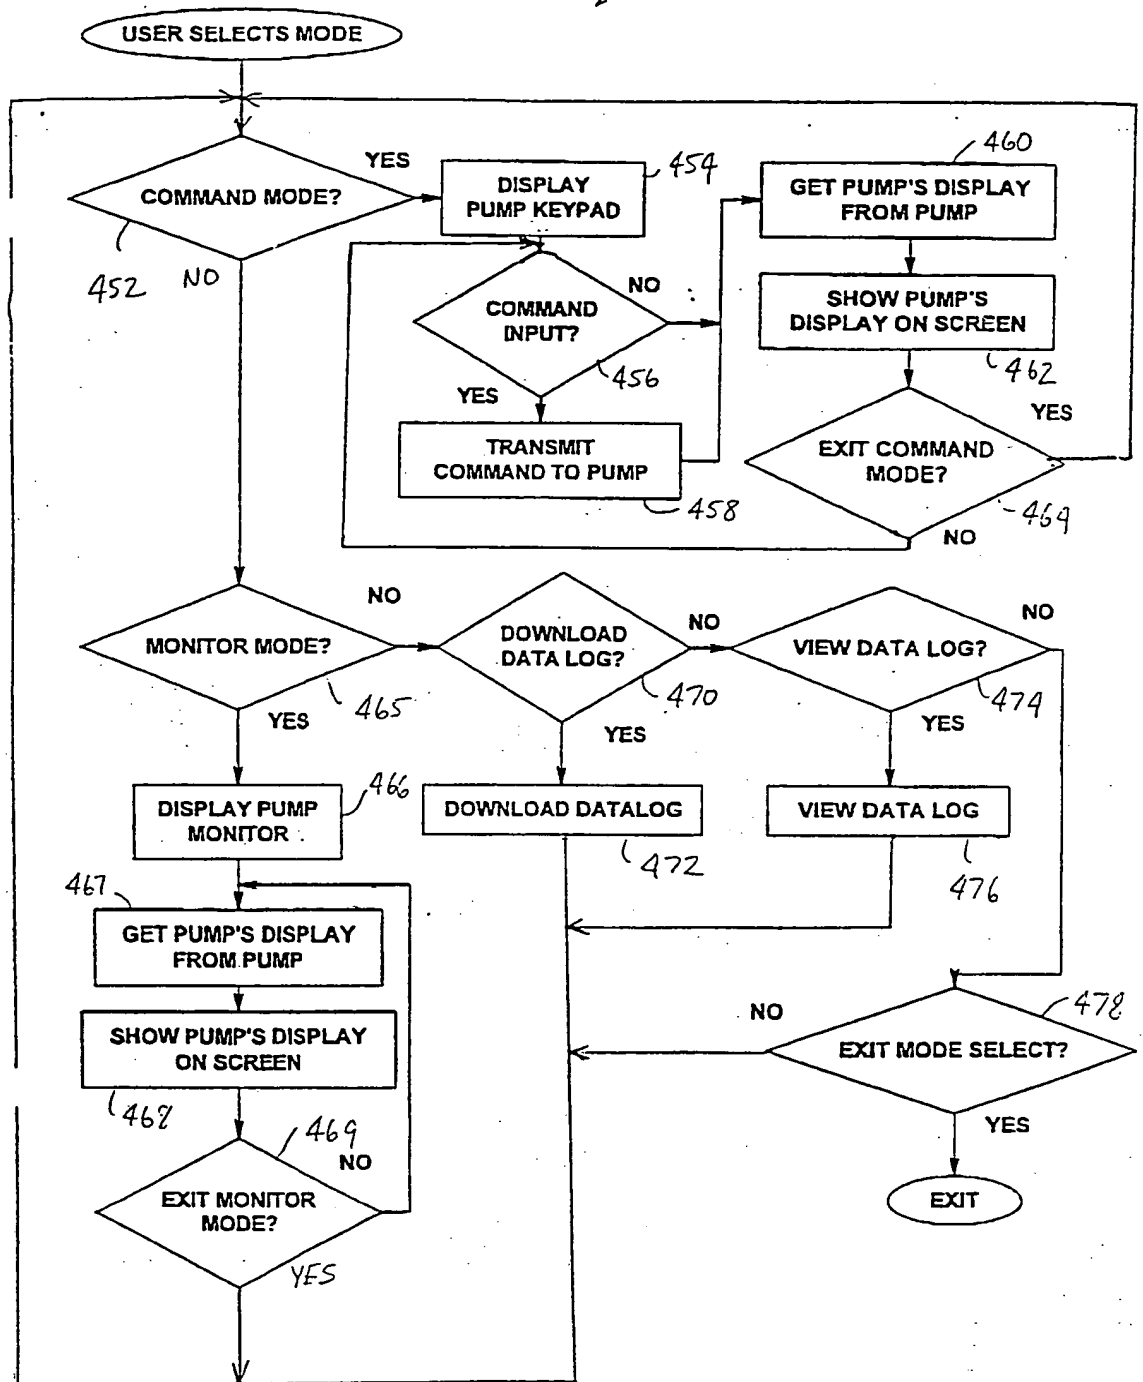 USER SELECTS MODE
COMMAND MODE?
YES
452
NO
DISPLAY
PUMP KEYPAD
454
COMMAND
INPUT?
NO
456
YES
TRANSMIT
COMMAND TO PUMP
458
460
GET PUMP'S DISPLAY
FROM PUMP
SHOW PUMP'S
DISPLAY ON SCREEN
462
EXIT COMMAND
MODE?
YES
464
NO
MONITOR MODE?
NO
465
YES
DOWNLOAD
DATA LOG?
NO
470
YES
VIEW DATA LOG?
NO
474
YES
DISPLAY PUMP
MONITOR
466
DOWNLOAD DATALOG
472
VIEW DATA LOG
476
467
GET PUMP'S DISPLAY
FROM PUMP
SHOW PUMP'S DISPLAY
ON SCREEN
468
469
NO
EXIT MONITOR
MODE?
YES
NO
478
EXIT MODE SELECT?
YES
EXIT